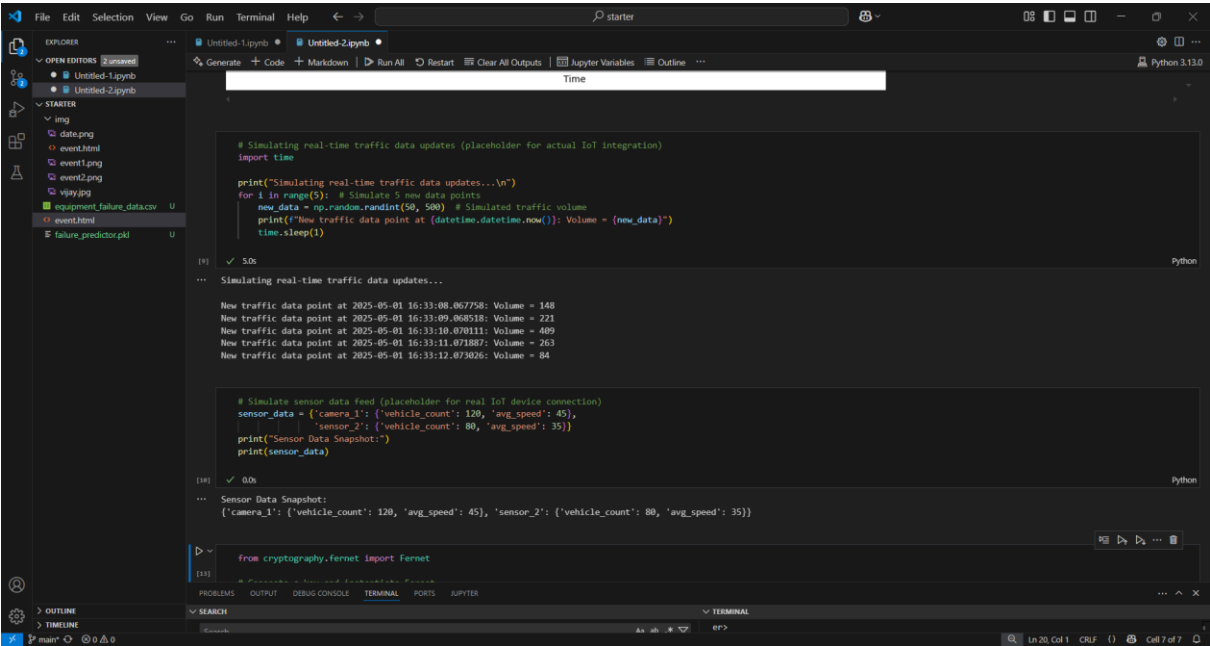 File Edit Selection View Go Run Terminal Help
starter
EXPLORER
OPEN EDITORS 2 unsaved
Untitled-1.ipynb
Untitled-2.ipynb
STARTER
img
date.png
event.html
event1.png
event2.png
vijay.jpg
equipment_failure_data.csv U
event.html
failure_predictor.pkl U
OUTLINE
TIMELINE
Untitled-1.ipynb
Untitled-2.ipynb
Generate + Code + Markdown Run All Restart Clear All Outputs Jupyter Variables Outline ...
Python 3.13.0
Time
# Simulating real-time traffic data updates (placeholder for actual IoT integration)
import time
print("Simulating real-time traffic data updates...\n")
for i in range(5):  # Simulate 5 new data points
    new_data = np.random.randint(50, 500)  # Simulated traffic volume
    print(f"New traffic data point at {datetime.datetime.now()}: Volume = {new_data}")
    time.sleep(1)
[9] 5.0s Python
Simulating real-time traffic data updates...
New traffic data point at 2025-05-01 16:33:08.067758: Volume = 148
New traffic data point at 2025-05-01 16:33:09.068518: Volume = 221
New traffic data point at 2025-05-01 16:33:10.070111: Volume = 409
New traffic data point at 2025-05-01 16:33:11.071887: Volume = 263
New traffic data point at 2025-05-01 16:33:12.073026: Volume = 84
# Simulate sensor data feed (placeholder for real IoT device connection)
sensor_data = {'camera_1': {'vehicle_count': 120, 'avg_speed': 45},
               'sensor_2': {'vehicle_count': 80, 'avg_speed': 35}}
print("Sensor Data Snapshot:")
print(sensor_data)
[10] 0.0s Python
Sensor Data Snapshot:
{'camera_1': {'vehicle_count': 120, 'avg_speed': 45}, 'sensor_2': {'vehicle_count': 80, 'avg_speed': 35}}
from cryptography.fernet import Fernet
[13]
PROBLEMS OUTPUT DEBUG CONSOLE TERMINAL PORTS JUPYTER
SEARCH
TERMINAL
er>
main* 0 0
Ln 20, Col 1 CRLF {} Cell 7 of 7